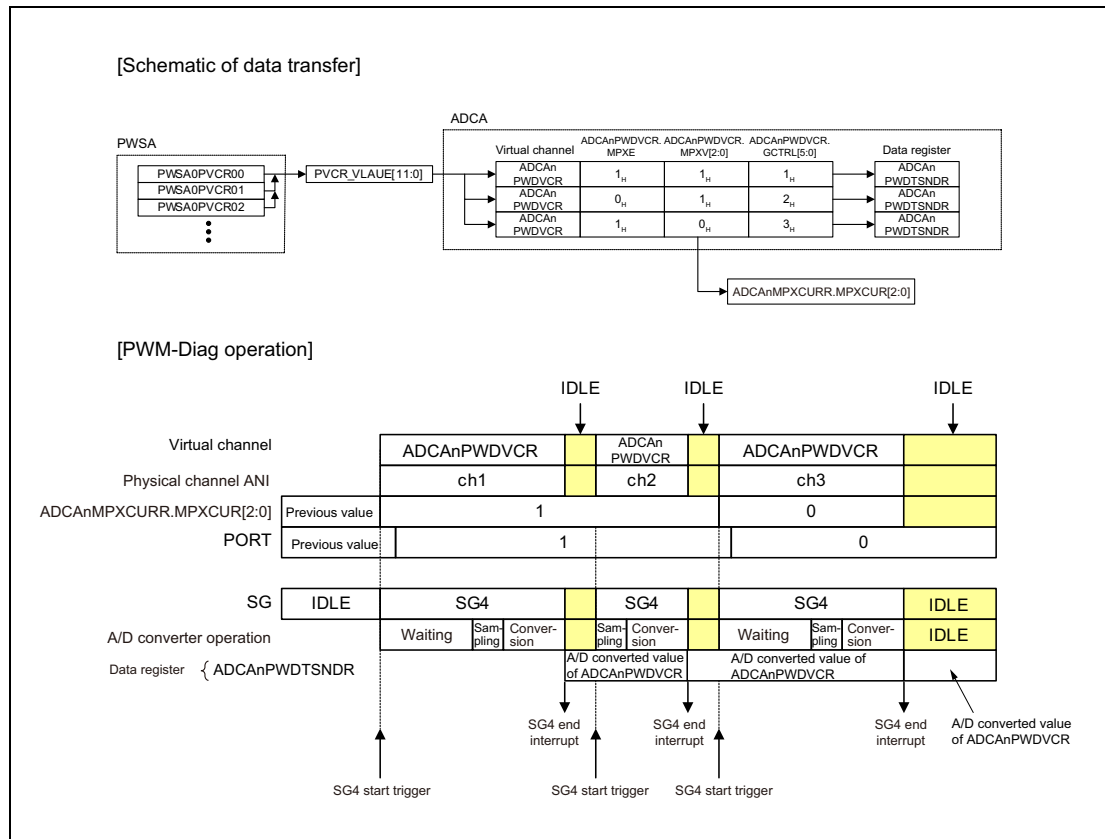 [Schematic of data transfer]
ADCA
PWSA
Virtual channel
ADCAnPWDVCR.
MPXE
ADCAnPWDVCR.
MPXV[2:0]
ADCAnPWDVCR.
GCTRL[5:0]
Data register
PWSA0PVCR00
PWSA0PVCR01
PWSA0PVCR02
PVCR_VLAUE[11:0]
ADCAn
PWDVCR
1H
1H
1H
ADCAn
PWDTSNDR
ADCAn
PWDVCR
0H
1H
2H
ADCAn
PWDTSNDR
ADCAn
PWDVCR
1H
0H
3H
ADCAn
PWDTSNDR
ADCAnMPXCURR.MPXCUR[2:0]
[PWM-Diag operation]
IDLE
IDLE
IDLE
Virtual channel
ADCAnPWDVCR
ADCAn
PWDVCR
ADCAnPWDVCR
Physical channel ANI
ch1
ch2
ch3
ADCAnMPXCURR.MPXCUR[2:0]
Previous value
1
0
PORT
Previous value
1
0
SG
IDLE
SG4
SG4
SG4
IDLE
A/D converter operation
Waiting
Sam-
pling
Conver-
sion
Sam-
pling
Conver-
sion
Waiting
Sam-
pling
Conver-
sion
IDLE
Data register { ADCAnPWDTSNDR
A/D converted value
of ADCAnPWDVCR
A/D converted value of
ADCAnPWDVCR
SG4 end
interrupt
SG4 end
interrupt
SG4 end
interrupt
A/D converted value
of ADCAnPWDVCR
SG4 start trigger
SG4 start trigger
SG4 start trigger